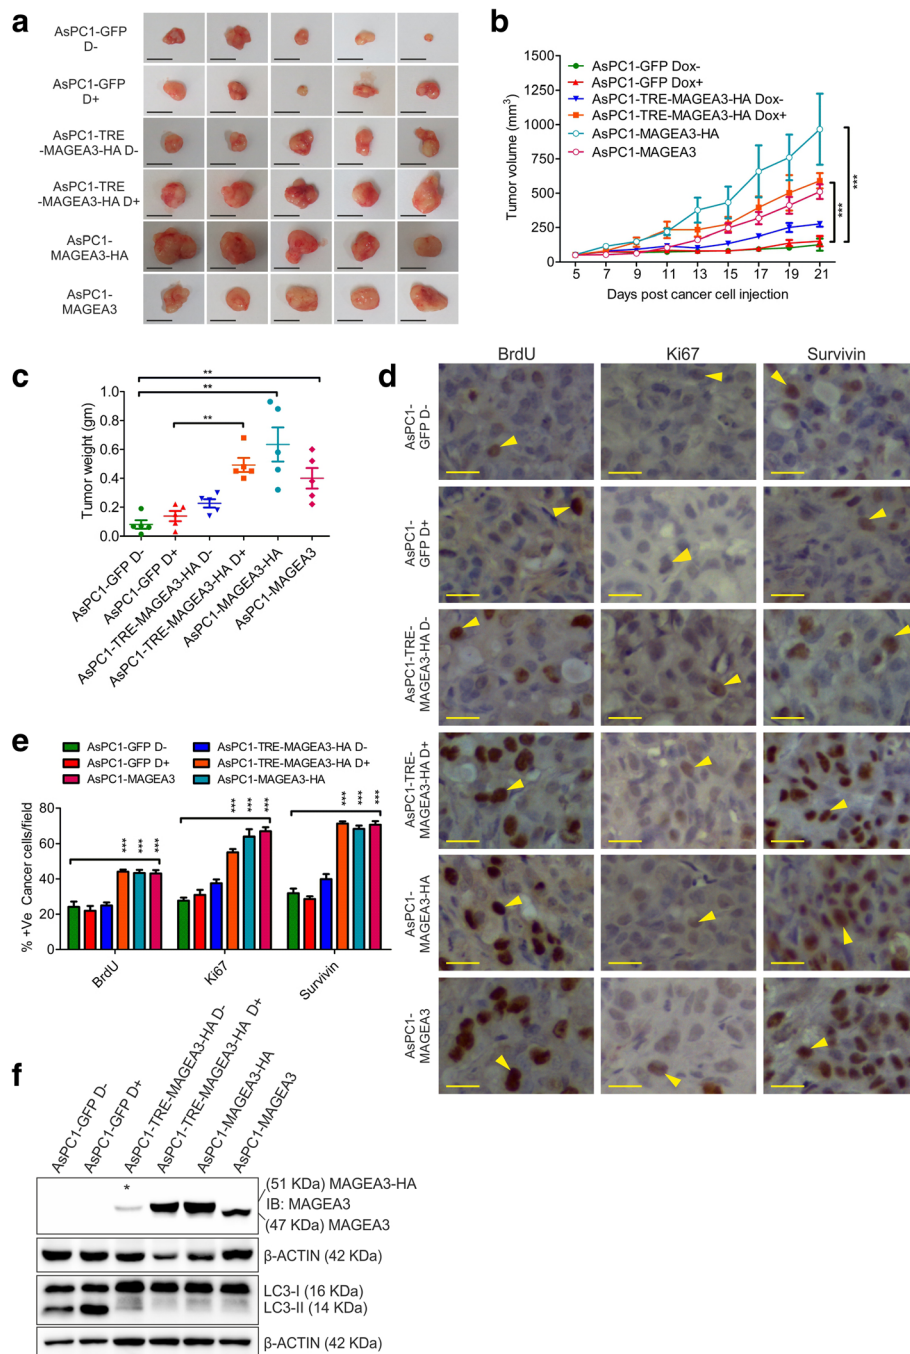 a
AsPC1-GFP
D-
AsPC1-GFP
D+
AsPC1-TRE
-MAGEA3-HA D-
AsPC1-TRE
-MAGEA3-HA D+
AsPC1-
MAGEA3-HA
AsPC1-
MAGEA3
b
1500
1250
1000
750
500
250
0
Tumor volume (mm³)
AsPC1-GFP Dox-
AsPC1-GFP Dox+
AsPC1-TRE-MAGEA3-HA Dox-
AsPC1-TRE-MAGEA3-HA Dox+
AsPC1-MAGEA3-HA
AsPC1-MAGEA3
***
***
5 7 9 11 13 15 17 19 21
Days post cancer cell injection
c
**
**
**
1.0
0.8
0.6
0.4
0.2
0.0
Tumor weight (gm)
AsPC1-GFP D-
AsPC1-GFP D+
AsPC1-TRE-MAGEA3-HA D-
AsPC1-TRE-MAGEA3-HA D+
AsPC1-MAGEA3-HA
AsPC1-MAGEA3
d
BrdU Ki67 Survivin
AsPC1-
GFP D-
AsPC1-
GFP D+
AsPC1-TRE-
MAGEA3-HA D-
AsPC1-TRE-
MAGEA3-HA D+
AsPC1-
MAGEA3-HA
AsPC1-
MAGEA3
e
AsPC1-GFP D- AsPC1-TRE-MAGEA3-HA D-
AsPC1-GFP D+ AsPC1-TRE-MAGEA3-HA D+
AsPC1-MAGEA3 AsPC1-MAGEA3-HA
80
60
40
20
0
% +Ve Cancer cells/field
*** *** ***
*** *** ***
*** *** ***
BrdU Ki67 Survivin
f
AsPC1-GFP D-
AsPC1-GFP D+
AsPC1-TRE-MAGEA3-HA D-
AsPC1-TRE-MAGEA3-HA D+
AsPC1-MAGEA3-HA
AsPC1-MAGEA3
*
(51 KDa) MAGEA3-HA
IB: MAGEA3
(47 KDa) MAGEA3
β-ACTIN (42 KDa)
LC3-I (16 KDa)
LC3-II (14 KDa)
β-ACTIN (42 KDa)